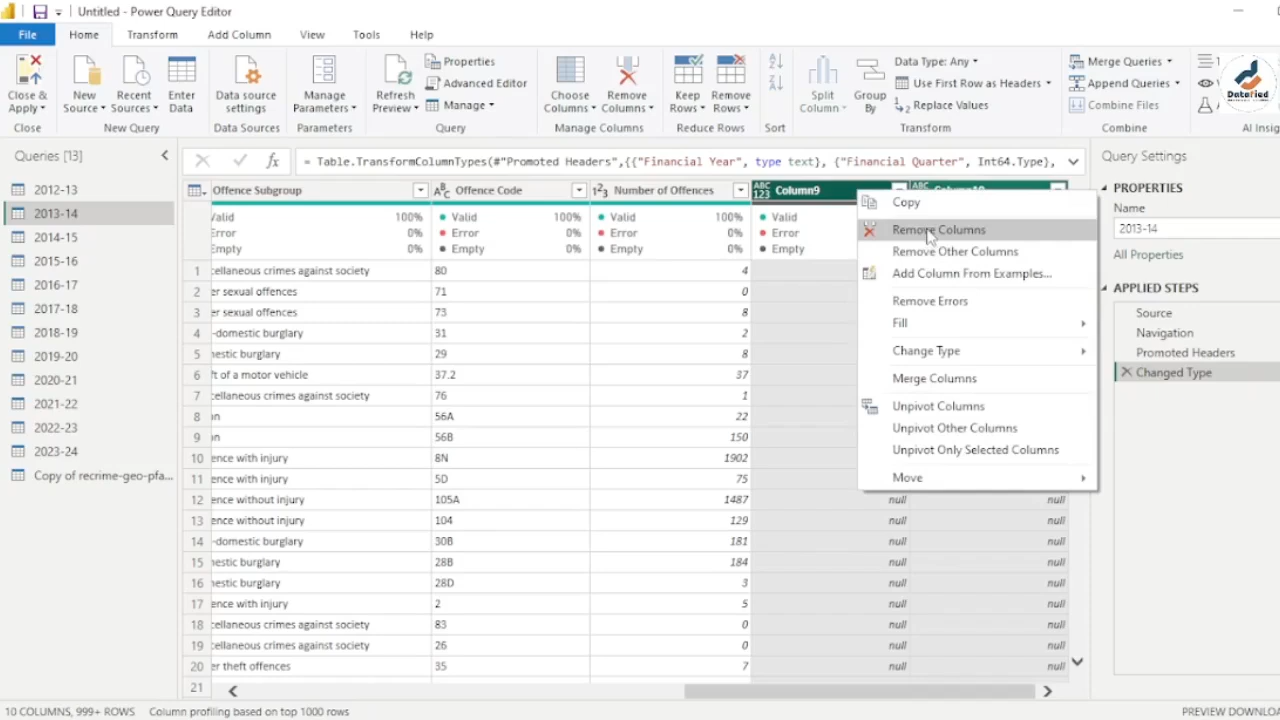 Untitled - Power Query Editor
File Home Transform Add Column View Tools Help
Close & Apply
New Source
Recent Sources
Enter Data
Data source settings
Manage Parameters
Refresh Preview
Properties
Advanced Editor
Manage
Choose Columns
Remove Columns
Keep Rows
Remove Rows
Split Column
Group By
Data Type: Any
Use First Row as Headers
Replace Values
Merge Queries
Append Queries
Combine Files
DataFied
Close New Query Data Sources Parameters Query Manage Columns Reduce Rows Sort Transform Combine AI Insig
Queries [13]
2012-13
2013-14
2014-15
2015-16
2016-17
2017-18
2018-19
2019-20
2020-21
2021-22
2022-23
2023-24
Copy of recrime-geo-pfa...
= Table.TransformColumnTypes(#"Promoted Headers",{{"Financial Year", type text}, {"Financial Quarter", Int64.Type},
Offence Subgroup ABC Offence Code 123 Number of Offences ABC 123 Column9
Valid 100% Valid 100% Valid 100% Valid
Error 0% Error 0% Error 0% Error
Empty 0% Empty 0% Empty 0% Empty
1 cellaneous crimes against society 80 4
2 er sexual offences 71 0
3 er sexual offences 73 8
4 -domestic burglary 31 2
5 nestic burglary 29 8
6 ft of a motor vehicle 37.2 37
7 cellaneous crimes against society 76 1
8 on 56A 22
9 on 56B 150
10 ence with injury 8N 1902
11 ence with injury 5D 75
12 ence without injury 105A 1487 null null
13 ence without injury 104 129 null null
14 -domestic burglary 30B 181 null null
15 nestic burglary 28B 184 null null
16 nestic burglary 28D 3 null null
17 ence with injury 2 5 null null
18 cellaneous crimes against society 83 0 null null
19 cellaneous crimes against society 26 0 null null
20 er theft offences 35 7 null null
21
Copy
Remove Columns
Remove Other Columns
Add Column From Examples...
Remove Errors
Fill
Change Type
Merge Columns
Unpivot Columns
Unpivot Other Columns
Unpivot Only Selected Columns
Move
Query Settings
PROPERTIES
Name
2013-14
All Properties
APPLIED STEPS
Source
Navigation
Promoted Headers
Changed Type
10 COLUMNS, 999+ ROWS Column profiling based on top 1000 rows
PREVIEW DOWNLOA